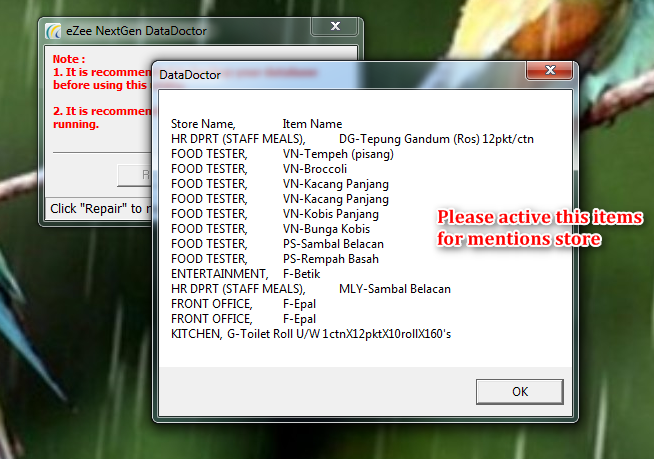 eZee NextGen DataDoctor
Note :
1. It is recommen
before using this
2. It is recommen
running.
Click "Repair" to
DataDoctor
Store Name, Item Name
HR DPRT (STAFF MEALS), DG-Tepung Gandum (Ros) 12pkt/ctn
FOOD TESTER, VN-Tempeh (pisang)
FOOD TESTER, VN-Broccoli
FOOD TESTER, VN-Kacang Panjang
FOOD TESTER, VN-Kacang Panjang
FOOD TESTER, VN-Kobis Panjang
FOOD TESTER, VN-Bunga Kobis
FOOD TESTER, PS-Sambal Belacan
FOOD TESTER, PS-Rempah Basah
ENTERTAINMENT, F-Betik
HR DPRT (STAFF MEALS), MLY-Sambal Belacan
FRONT OFFICE, F-Epal
FRONT OFFICE, F-Epal
KITCHEN, G-Toilet Roll U/W 1ctnX12pktX10rollX160's
OK
Please active this items
for mentions store